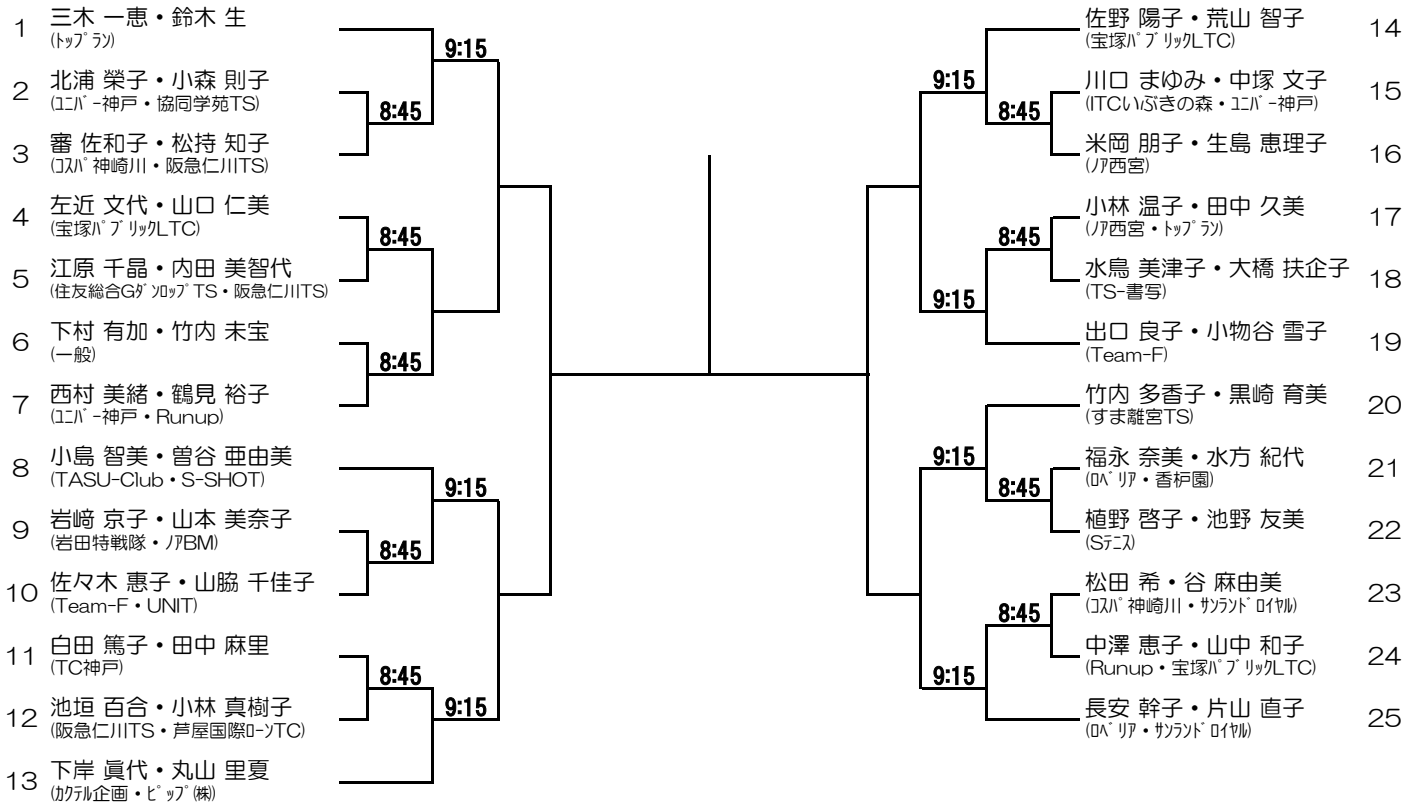 1 三木 一恵・鈴木 生
(ﾄｯﾌﾟﾗﾝ)
9:15
2 北浦 榮子・小森 則子
(ﾕﾆﾊﾞｰ神戸・協同学苑TS)
8:45
3 審 佐和子・松持 知子
(ｺｽﾊﾟ神崎川・阪急仁川TS)
4 左近 文代・山口 仁美
(宝塚ﾊﾟﾌﾞﾘｯｸLTC)
8:45
5 江原 千晶・内田 美智代
(住友総合GﾀﾞﾝﾛｯﾌﾟTS・阪急仁川TS)
6 下村 有加・竹内 未宝
(一般)
8:45
7 西村 美緒・鶴見 裕子
(ﾕﾆﾊﾞｰ神戸・Runup)
8 小島 智美・曽谷 亜由美
(TASU-Club・S-SHOT)
9:15
9 岩﨑 京子・山本 美奈子
(岩田特戦隊・ﾉｱBM)
8:45
10 佐々木 惠子・山脇 千佳子
(Team-F・UNIT)
11 白田 篤子・田中 麻里
(TC神戸)
8:45
12 池垣 百合・小林 真樹子
(阪急仁川TS・芦屋国際ﾛｰﾝTC)
9:15
13 下岸 眞代・丸山 里夏
(ｶｸﾃﾙ企画・ﾋﾟｯﾌﾟ㈱)
佐野 陽子・荒山 智子 14
(宝塚ﾊﾟﾌﾞﾘｯｸLTC)
9:15
川口 まゆみ・中塚 文子 15
(ITCいぶきの森・ﾕﾆﾊﾞｰ神戸)
8:45
米岡 朋子・生島 恵理子 16
(ﾉｱ西宮)
小林 温子・田中 久美 17
(ﾉｱ西宮・ﾄｯﾌﾟﾗﾝ)
8:45
水島 美津子・大橋 扶企子 18
(TS-書写)
9:15
出口 良子・小物谷 雪子 19
(Team-F)
竹内 多香子・黒崎 育美 20
(すま離宮TS)
9:15
福永 奈美・水方 紀代 21
(ﾛﾍﾞﾘｱ・香枦園)
8:45
植野 啓子・池野 友美 22
(Sﾃﾆｽ)
松田 希・谷 麻由美 23
(ｺｽﾊﾟ神崎川・ｻﾝﾗﾝﾄﾞﾛｲﾔﾙ)
8:45
中澤 恵子・山中 和子 24
(Runup・宝塚ﾊﾟﾌﾞﾘｯｸLTC)
9:15
長安 幹子・片山 直子 25
(ﾛﾍﾞﾘｱ・ｻﾝﾗﾝﾄﾞﾛｲﾔﾙ)